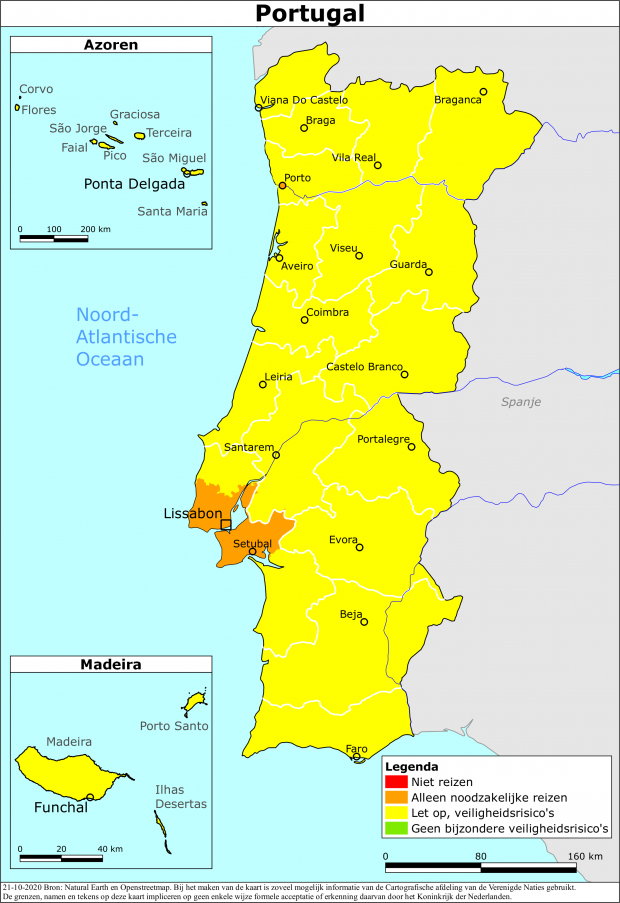 Portugal
Azoren
Corvo
Flores
Graciosa
São Jorge
Terceira
Faial
Pico
São Miguel
Ponta Delgada
Santa Maria
0 100 200 km
Viana Do Castelo
Braganca
Braga
Vila Real
Porto
Viseu
Guarda
Aveiro
Noord-
Atlantische
Oceaan
Coimbra
Castelo Branco
Leiria
Spanje
Portalegre
Santarem
Lissabon
Setubal
Evora
Beja
Faro
Madeira
Porto Santo
Madeira
Ilhas
Desertas
Funchal
0 20 40 km
Legenda
Niet reizen
Alleen noodzakelijke reizen
Let op, veiligheidsrisico's
Geen bijzondere veiligheidsrisico's
0 80 160 km
21-10-2020 Bron: Natural Earth en Openstreetmap. Bij het maken van de kaart is zoveel mogelijk informatie van de Cartografische afdeling van de Verenigde Naties gebruikt.
De grenzen, namen en tekens op deze kaart impliceren op geen enkele wijze formele acceptatie of erkenning daarvan door het Koninkrijk der Nederlanden.